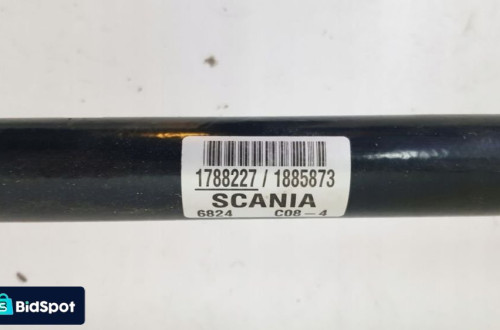 1788227 / 1885873
SCANIA
6824 C08-4
BidSpot